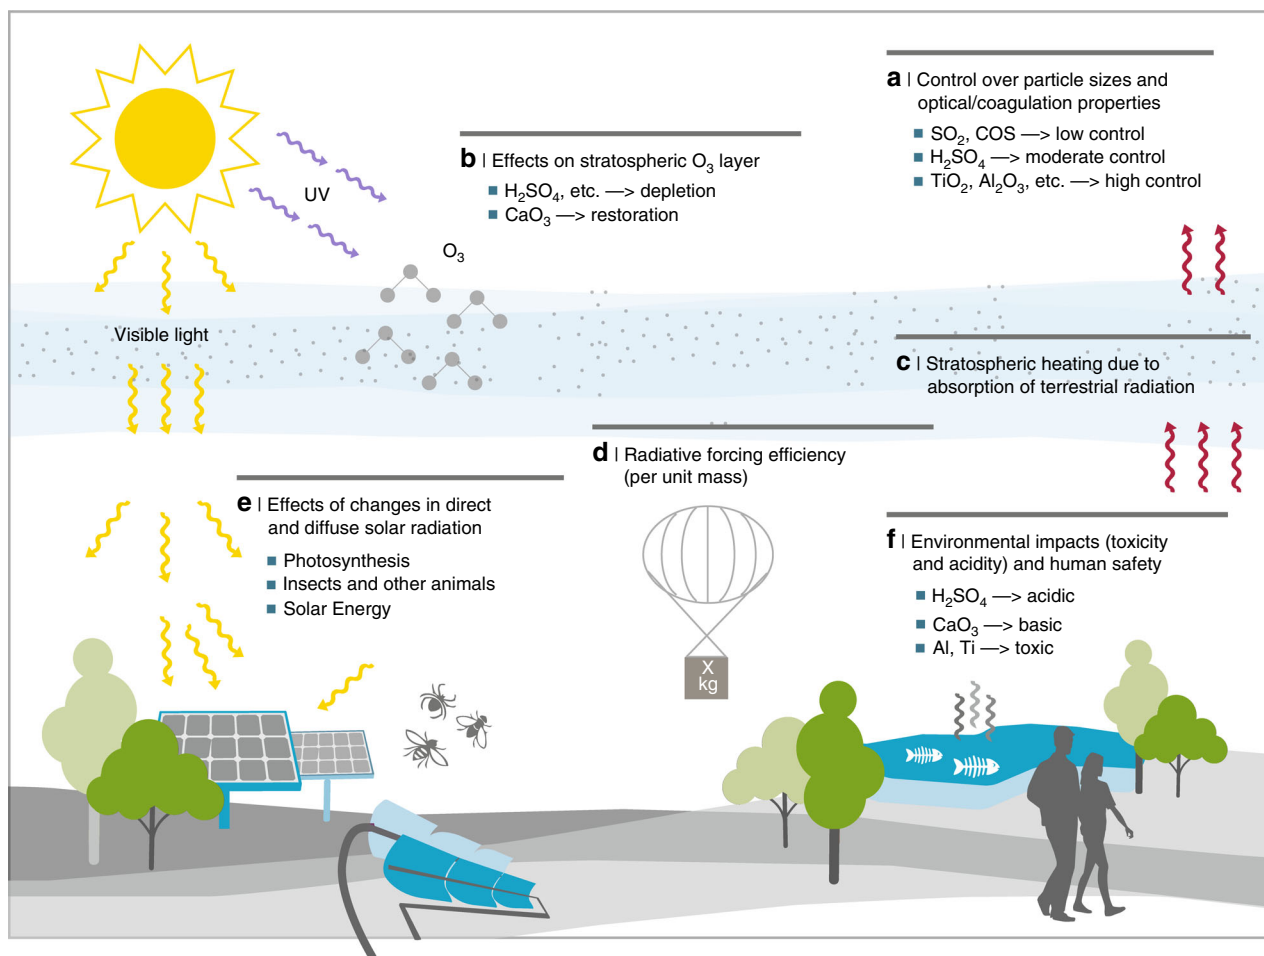 a | Control over particle sizes and
optical/coagulation properties
SO₂, COS —> low control
H₂SO₄ —> moderate control
TiO₂, Al₂O₃, etc. —> high control
b | Effects on stratospheric O₃ layer
H₂SO₄, etc. —> depletion
CaO₃ —> restoration
UV
O₃
Visible light
c | Stratospheric heating due to
absorption of terrestrial radiation
d | Radiative forcing efficiency
(per unit mass)
X
kg
e | Effects of changes in direct
and diffuse solar radiation
Photosynthesis
Insects and other animals
Solar Energy
f | Environmental impacts (toxicity
and acidity) and human safety
H₂SO₄ —> acidic
CaO₃ —> basic
Al, Ti —> toxic